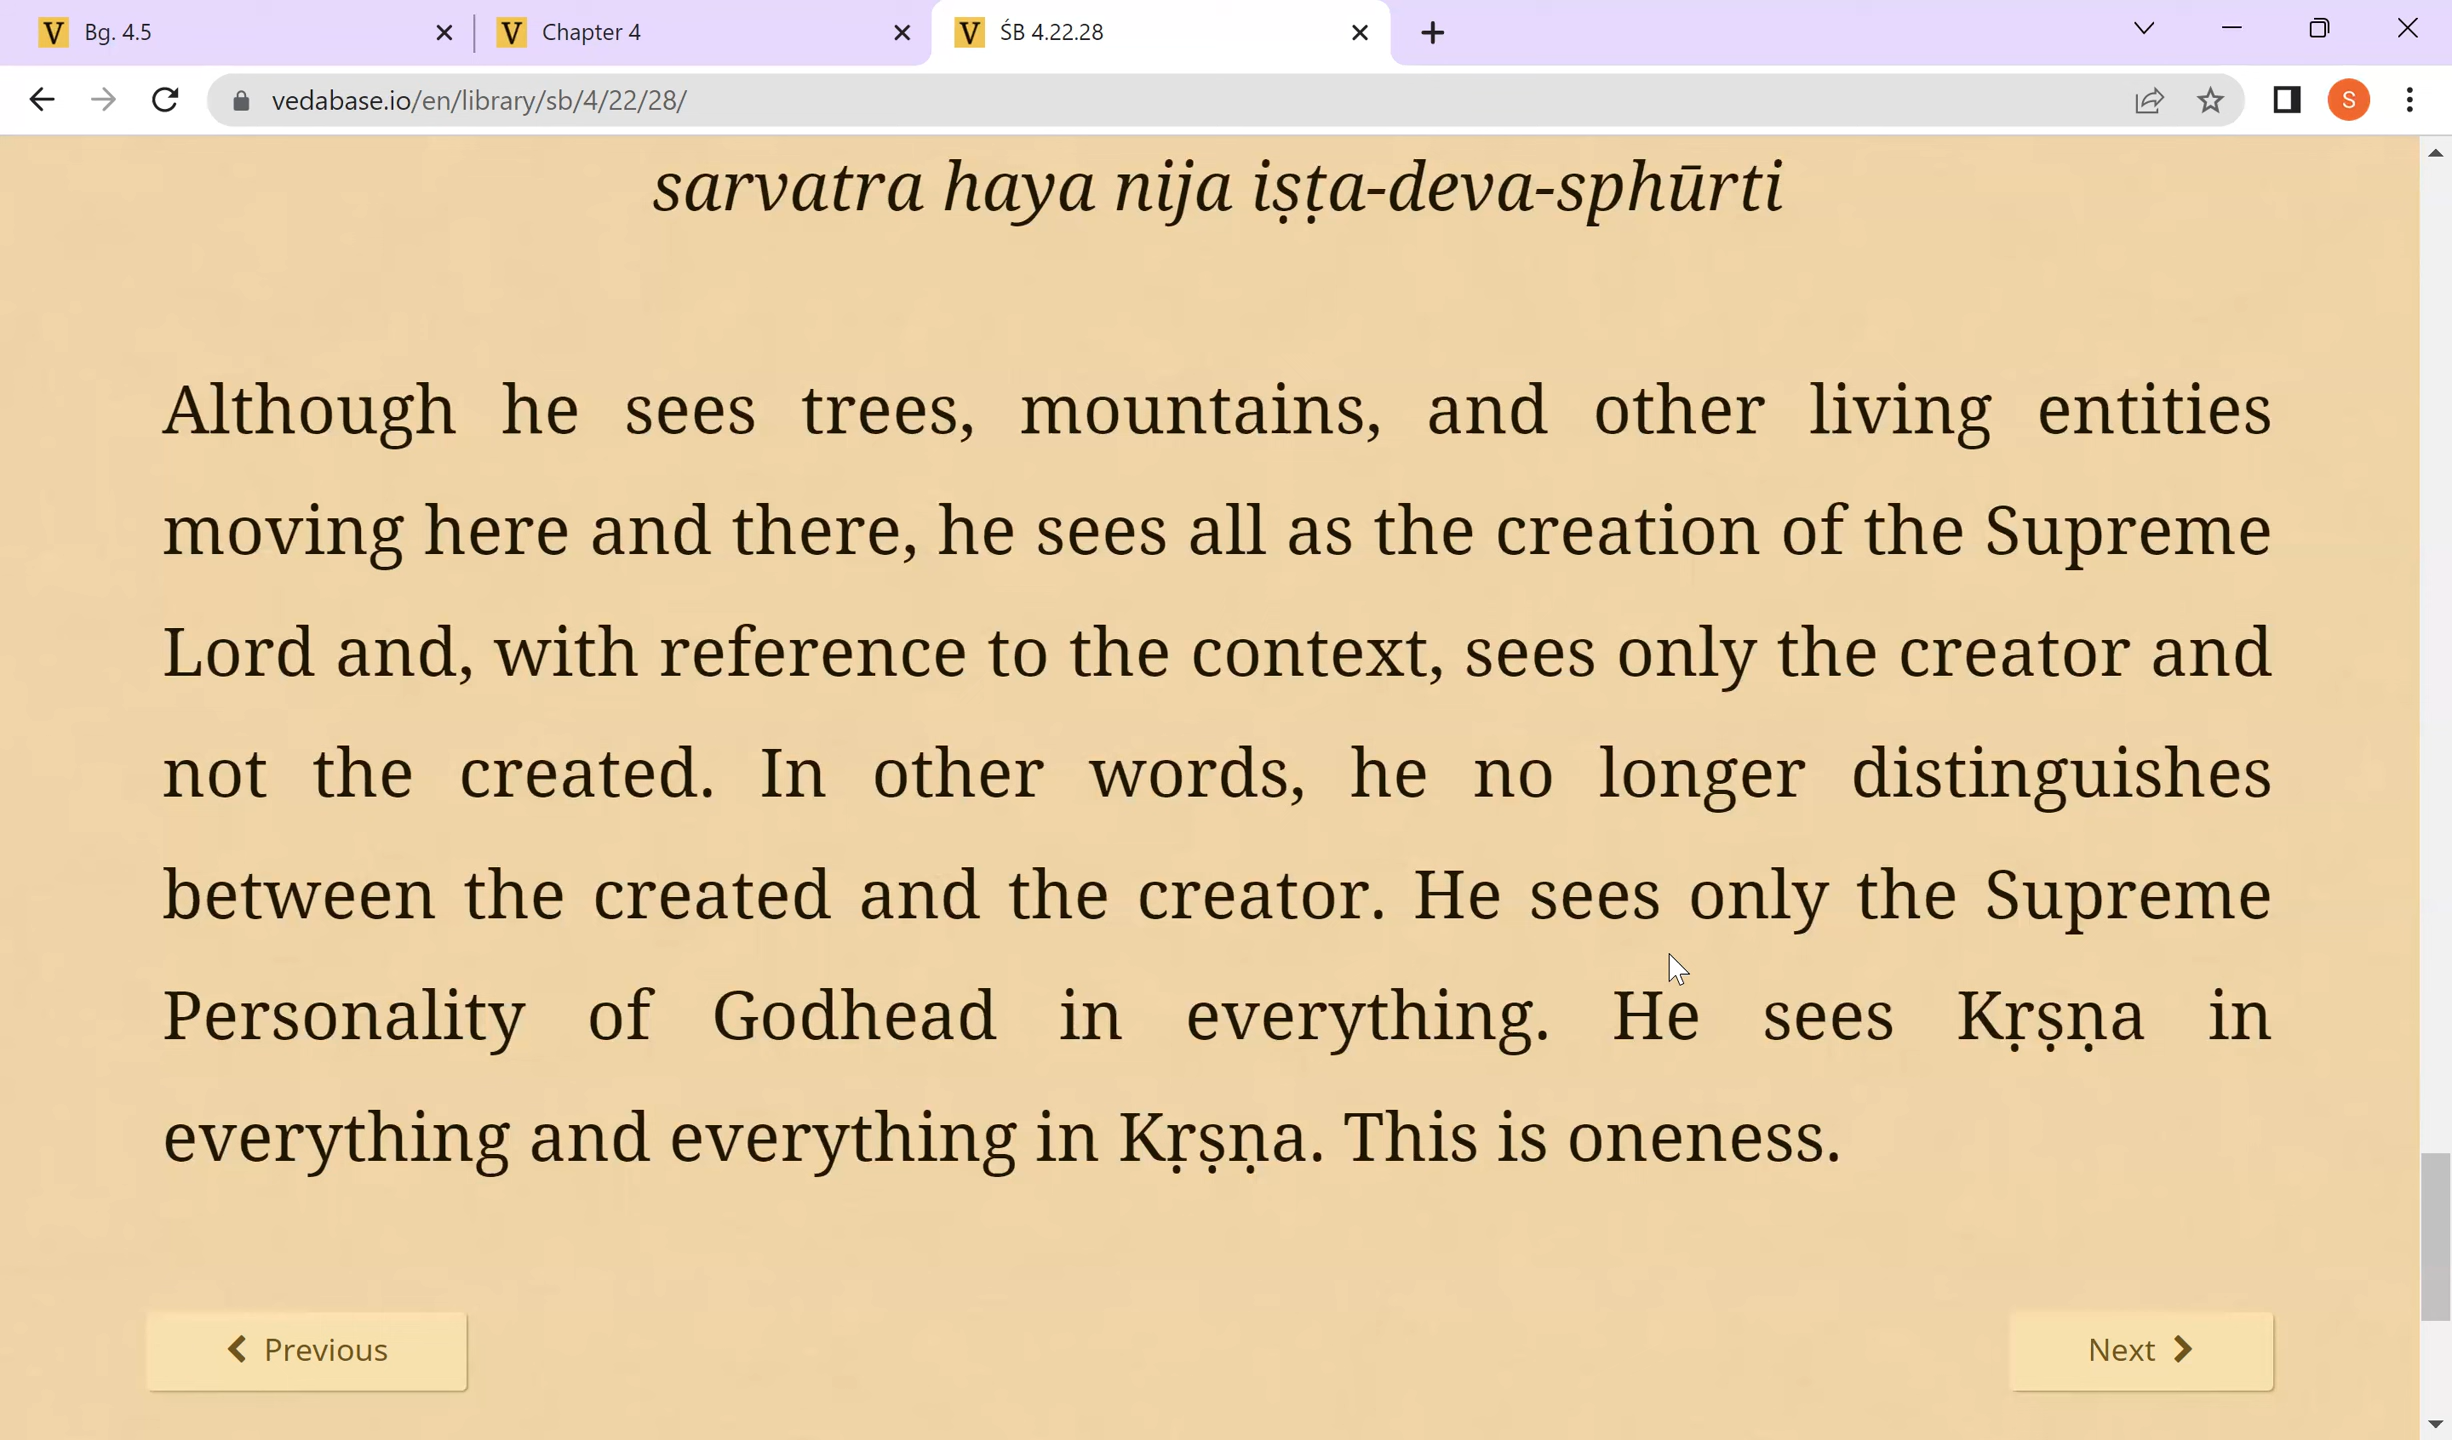 V Bg. 4.5
V Chapter 4
V ŚB 4.22.28
vedabase.io/en/library/sb/4/22/28/
S
sarvatra haya nija iṣṭa-deva-sphūrti
Although he sees trees, mountains, and other living entities
moving here and there, he sees all as the creation of the Supreme
Lord and, with reference to the context, sees only the creator and
not the created. In other words, he no longer distinguishes
between the created and the creator. He sees only the Supreme
Personality of Godhead in everything. He sees Kṛṣṇa in
everything and everything in Kṛṣṇa. This is oneness.
Previous
Next